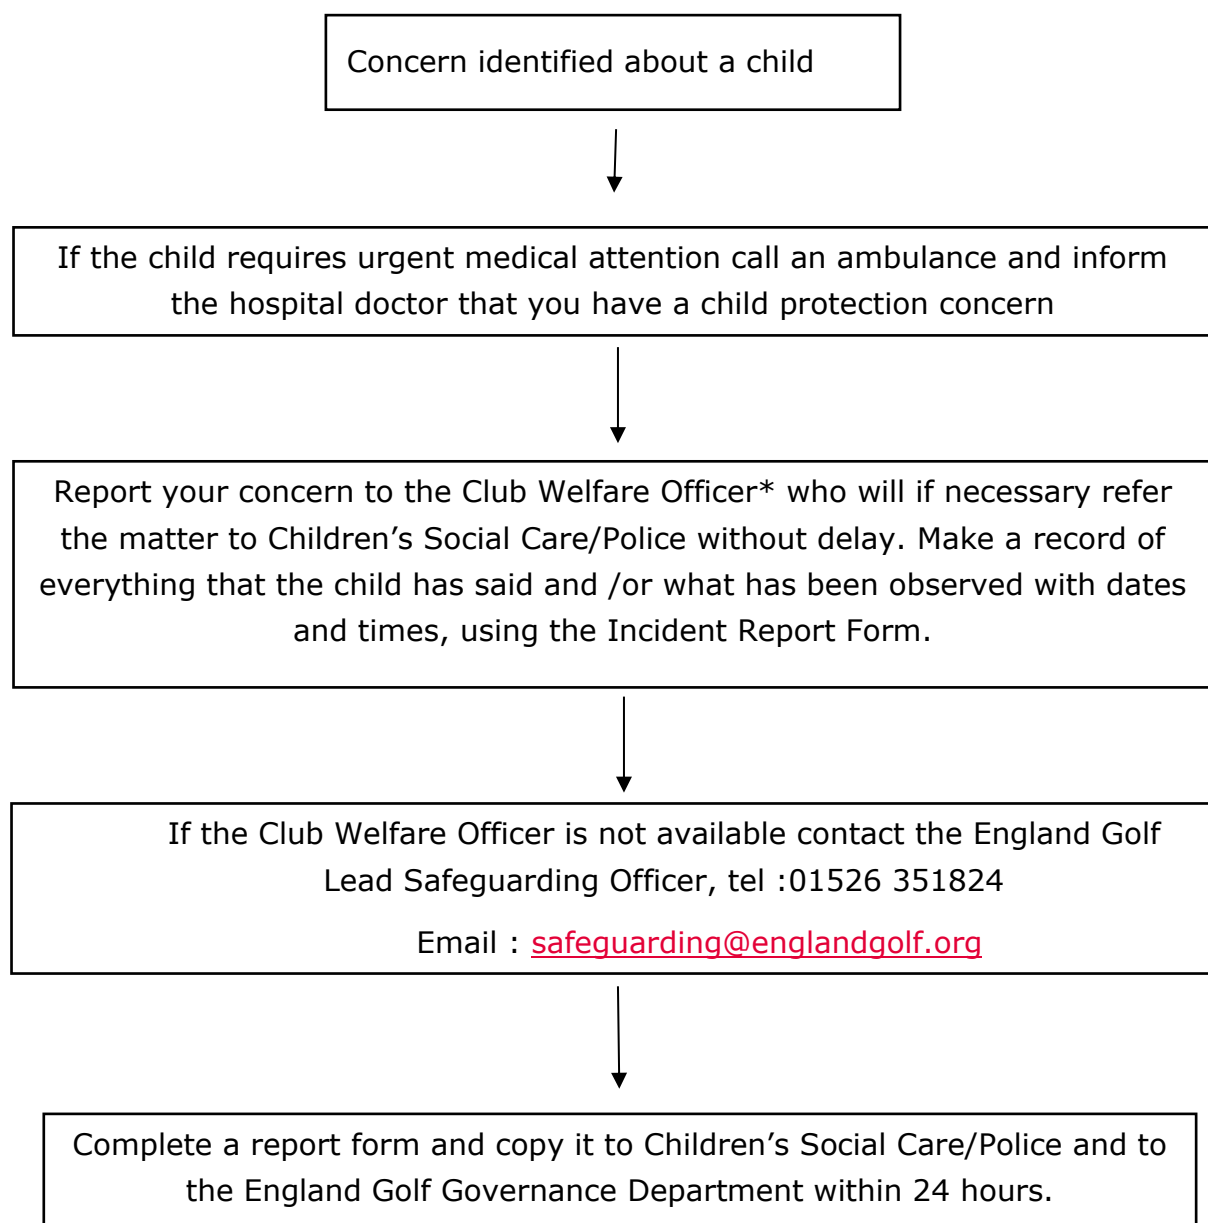 Concern identified about a child
If the child requires urgent medical attention call an ambulance and inform
the hospital doctor that you have a child protection concern
Report your concern to the Club Welfare Officer* who will if necessary refer
the matter to Children’s Social Care/Police without delay. Make a record of
everything that the child has said and /or what has been observed with dates
and times, using the Incident Report Form.
If the Club Welfare Officer is not available contact the England Golf
Lead Safeguarding Officer, tel :01526 351824
Email : safeguarding@englandgolf.org
Complete a report form and copy it to Children’s Social Care/Police and to
the England Golf Governance Department within 24 hours.